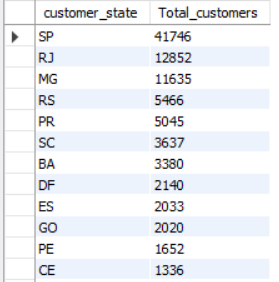 customer_state Total_customers
SP 41746
RJ 12852
MG 11635
RS 5466
PR 5045
SC 3637
BA 3380
DF 2140
ES 2033
GO 2020
PE 1652
CE 1336